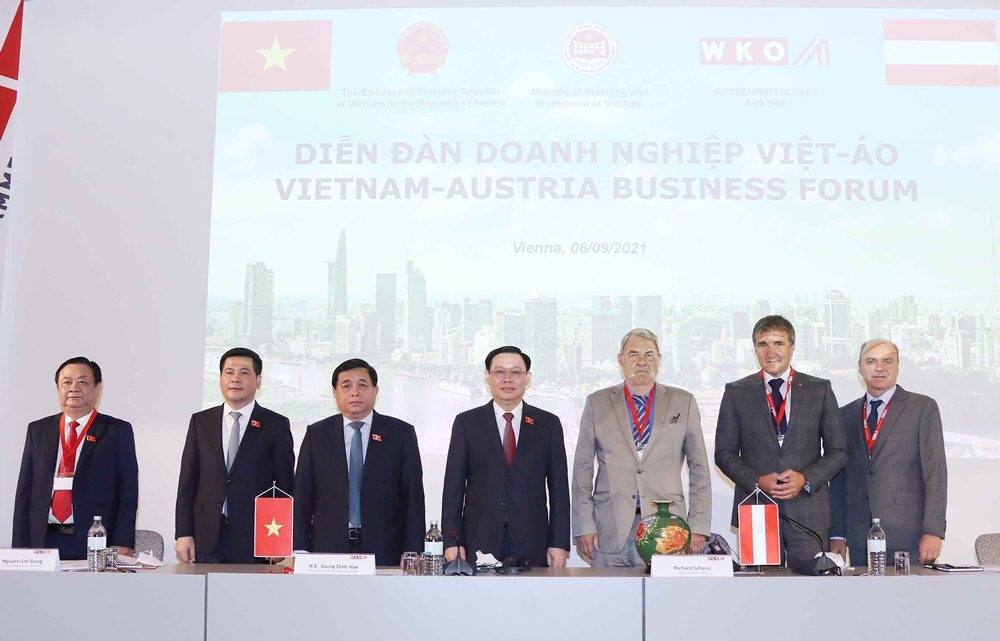 The Embassy of Socialist Republic
of Vietnam in the Republic of Austria
Ministry of Planning and
Investment of Vietnam
WKO
AUSSENWIRTSCHAFT
AUSTRIA
DIỄN ĐÀN DOANH NGHIỆP VIỆT-ÁO
VIETNAM-AUSTRIA BUSINESS FORUM
Vienna, 06/09/2021
Nguyen Chi Dung
H.E. Vuong Dinh Hue
Richard Schenz